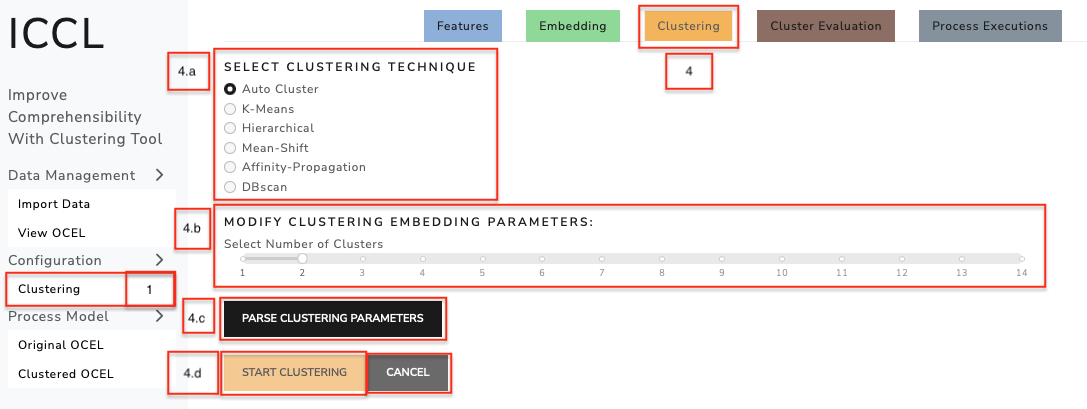 ICCL
Improve
Comprehensibility
With Clustering Tool
Data Management
Import Data
View OCEL
Configuration
Clustering 1
Process Model
Original OCEL
Clustered OCEL
Features Embedding Clustering Cluster Evaluation Process Executions
4
4.a
SELECT CLUSTERING TECHNIQUE
Auto Cluster
K-Means
Hierarchical
Mean-Shift
Affinity-Propagation
DBscan
4.b
MODIFY CLUSTERING EMBEDDING PARAMETERS:
Select Number of Clusters
1 2 3 4 5 6 7 8 9 10 11 12 13 14
4.c
PARSE CLUSTERING PARAMETERS
4.d
START CLUSTERING CANCEL